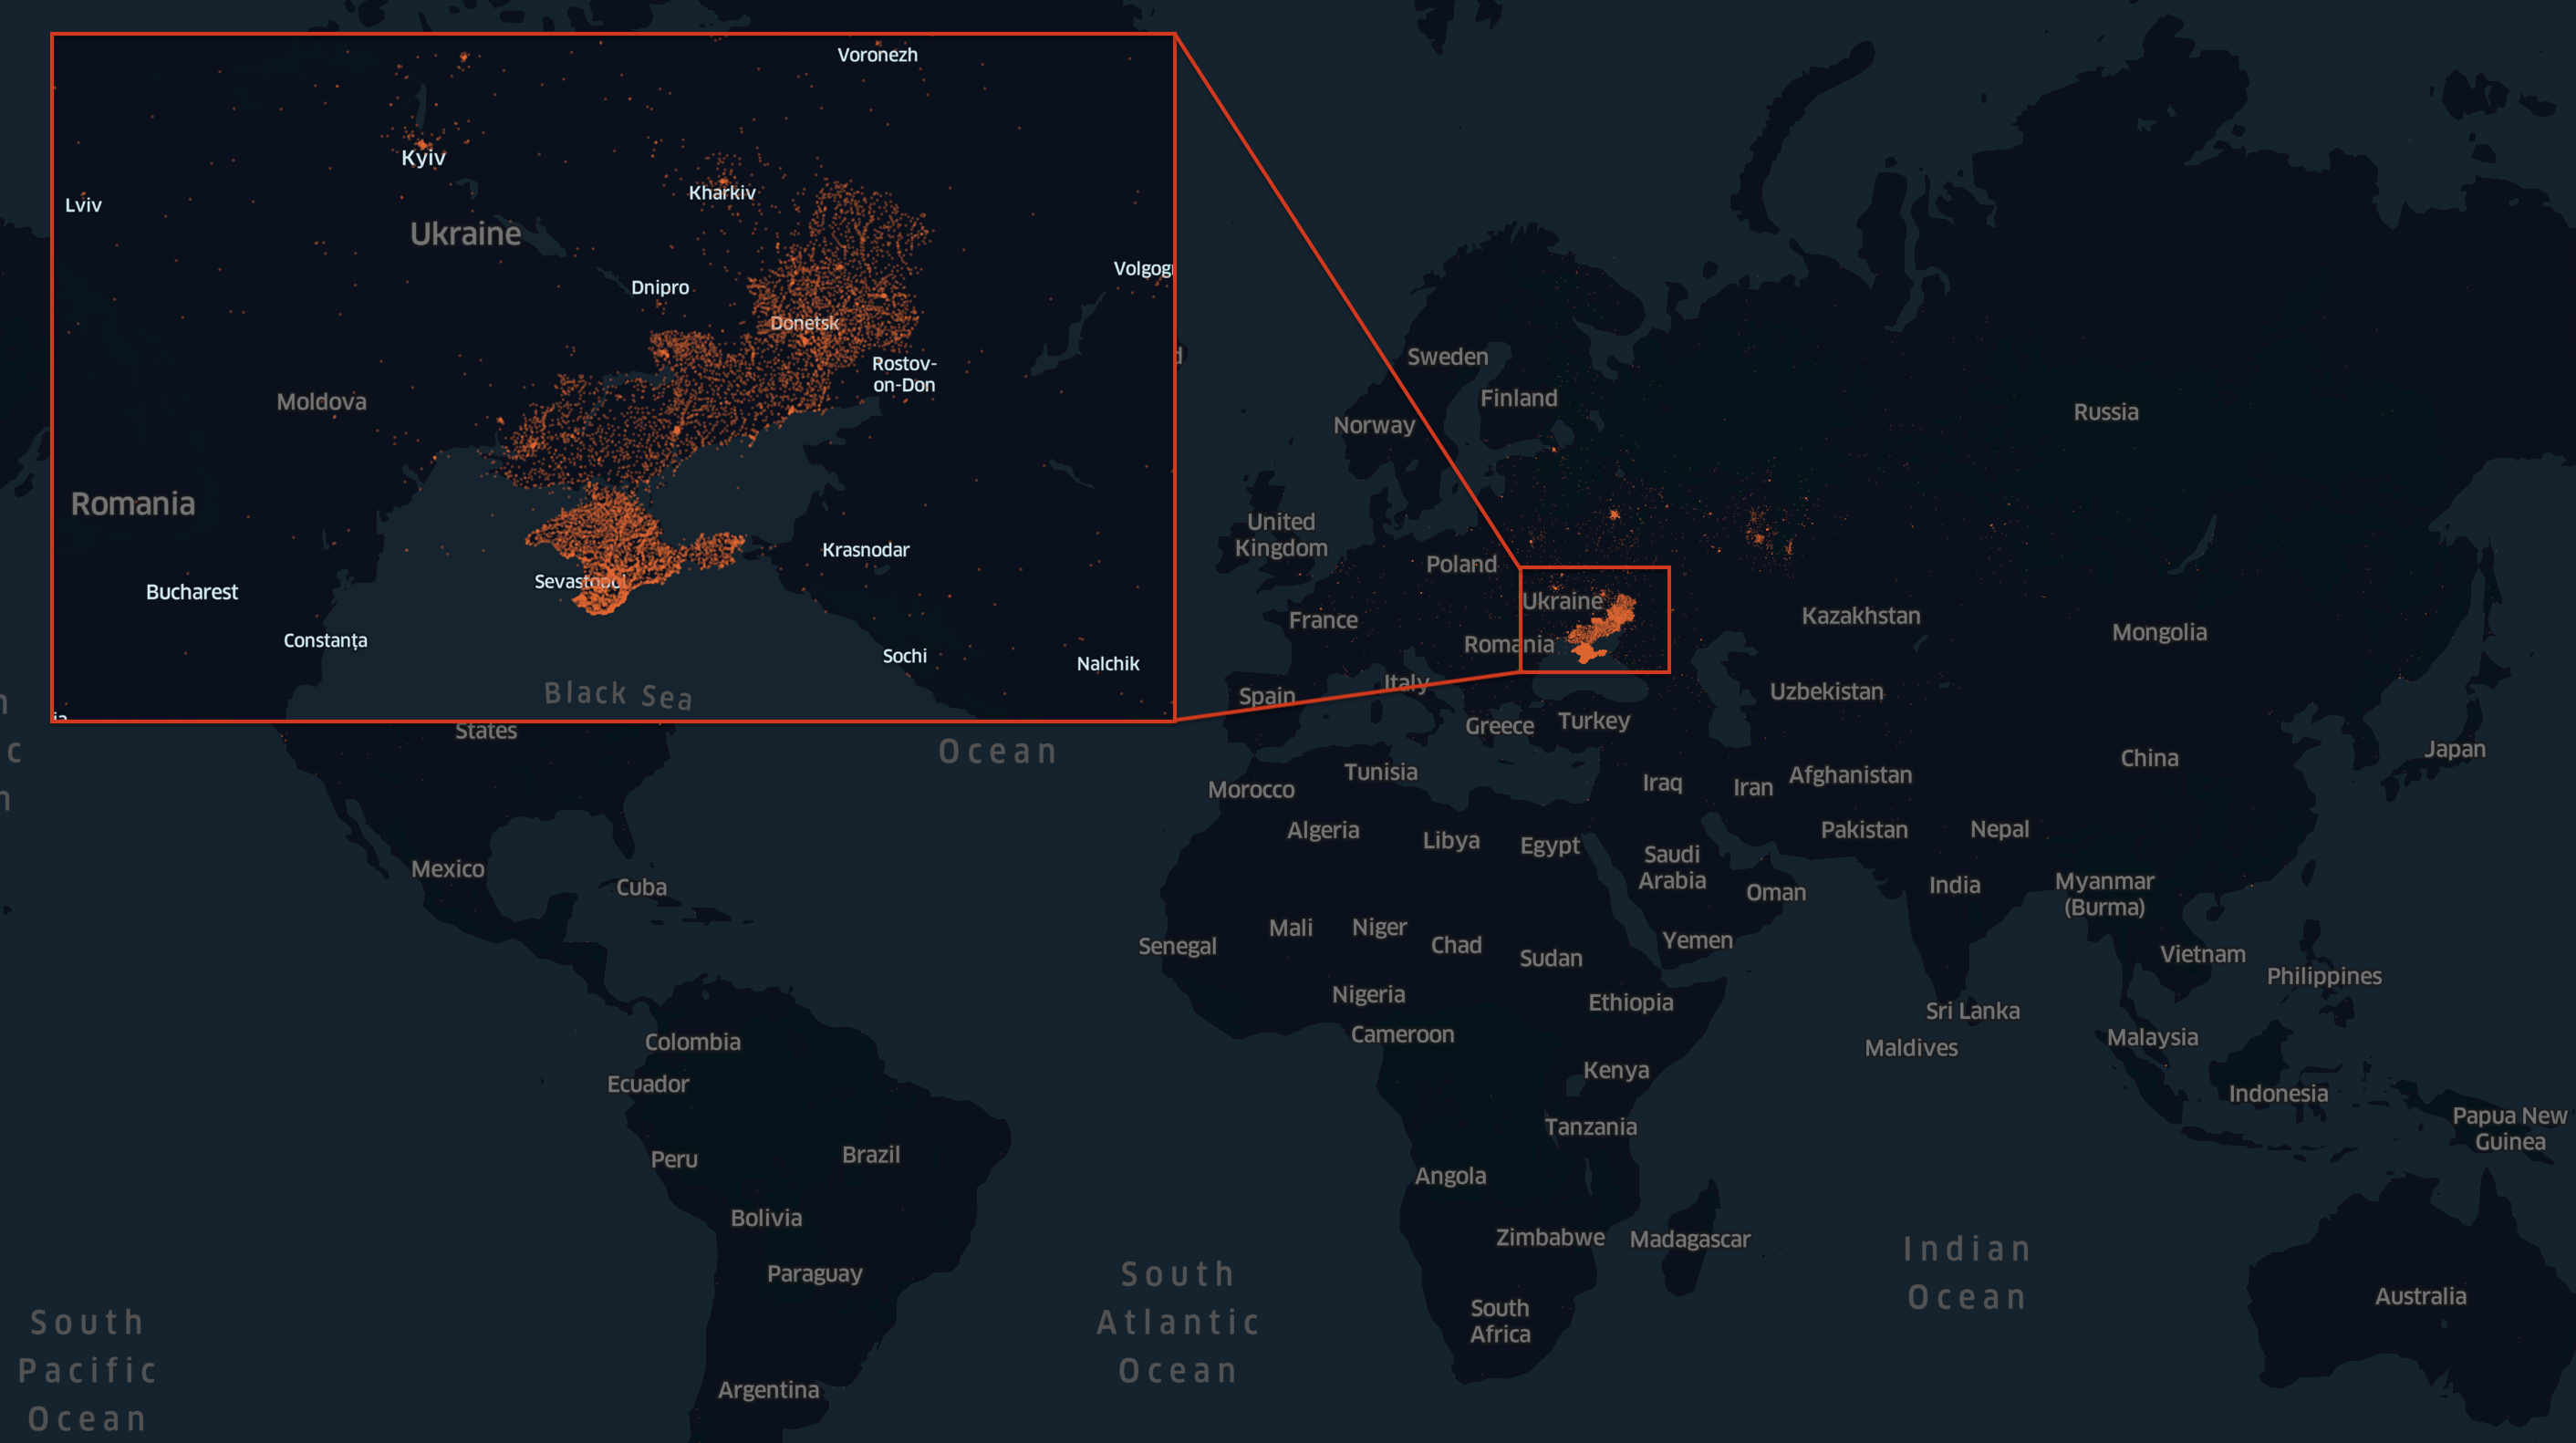 Voronezh
Kyiv
Kharkiv
Lviv
Ukraine
Volgogr
Dnipro
Donetsk
Rostov-
on-Don
Moldova
Romania
Krasnodar
Sevastopol
Bucharest
Constanța
Sochi
Nalchik
Black Sea
Sweden
Finland
Norway
Russia
United
Kingdom
Poland
Ukraine
France
Kazakhstan
Mongolia
Romania
Italy
Spain
Uzbekistan
Greece
Turkey
States
Ocean
Japan
China
Tunisia
Morocco
Iraq
Iran
Afghanistan
Algeria
Libya
Egypt
Pakistan
Nepal
Saudi
Arabia
Mexico
Cuba
Oman
India
Myanmar
(Burma)
Mali
Niger
Chad
Senegal
Sudan
Yemen
Vietnam
Philippines
Nigeria
Ethiopia
Sri Lanka
Cameroon
Colombia
Maldives
Malaysia
Ecuador
Kenya
Indonesia
Papua New
Guinea
Tanzania
Peru
Brazil
Angola
Bolivia
Zimbabwe
Madagascar
Indian
Ocean
Paraguay
South
Atlantic
Ocean
Australia
South
Africa
South
Pacific
Ocean
Argentina